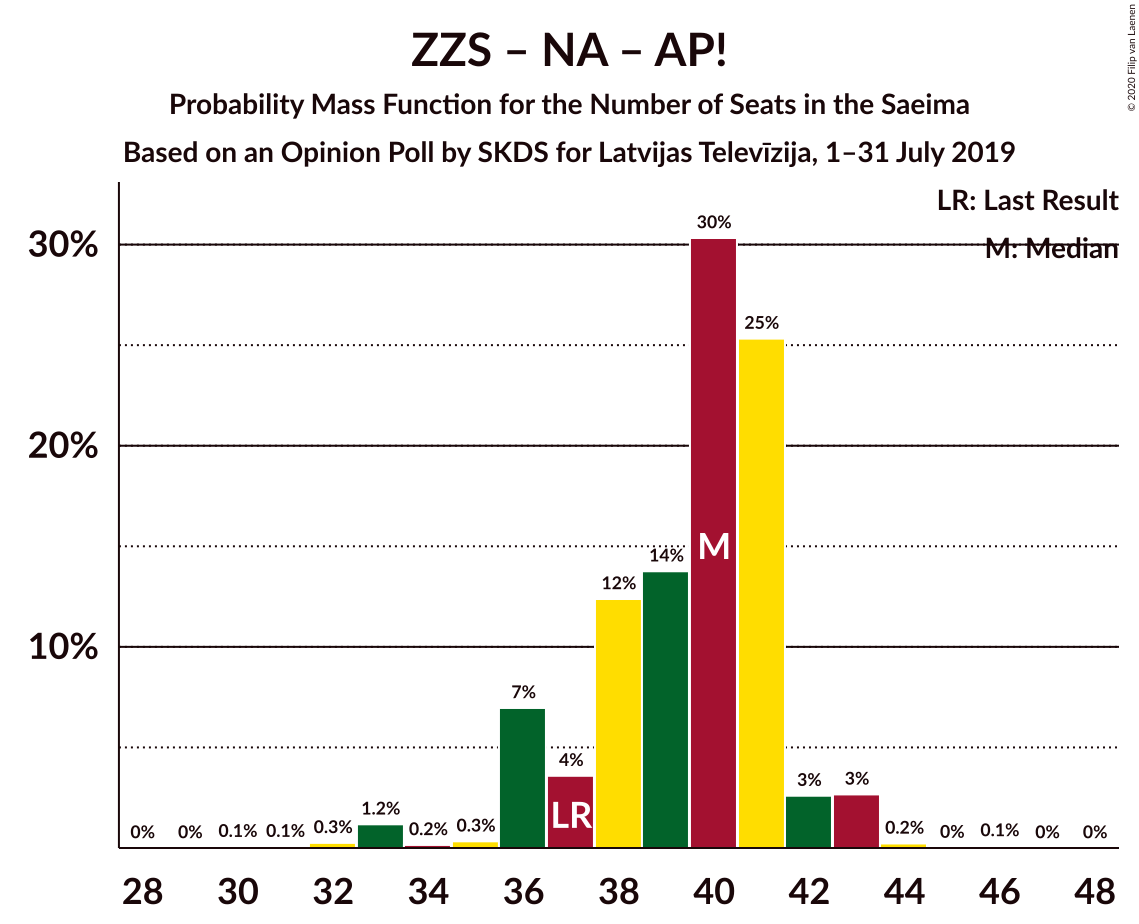 ZZS – NA – AP!
Probability Mass Function for the Number of Seats in the Saeima
Based on an Opinion Poll by SKDS for Latvijas Televīzija, 1–31 July 2019
© 2020 Filip van Laenen
LR: Last Result
M: Median
30%
20%
10%
0% 0% 0.1% 0.1% 0.3% 1.2% 0.2% 0.3% 7% 4% 12% 14% 30% 25% 3% 3% 0.2% 0% 0.1% 0% 0%
M
LR
28 30 32 34 36 38 40 42 44 46 48